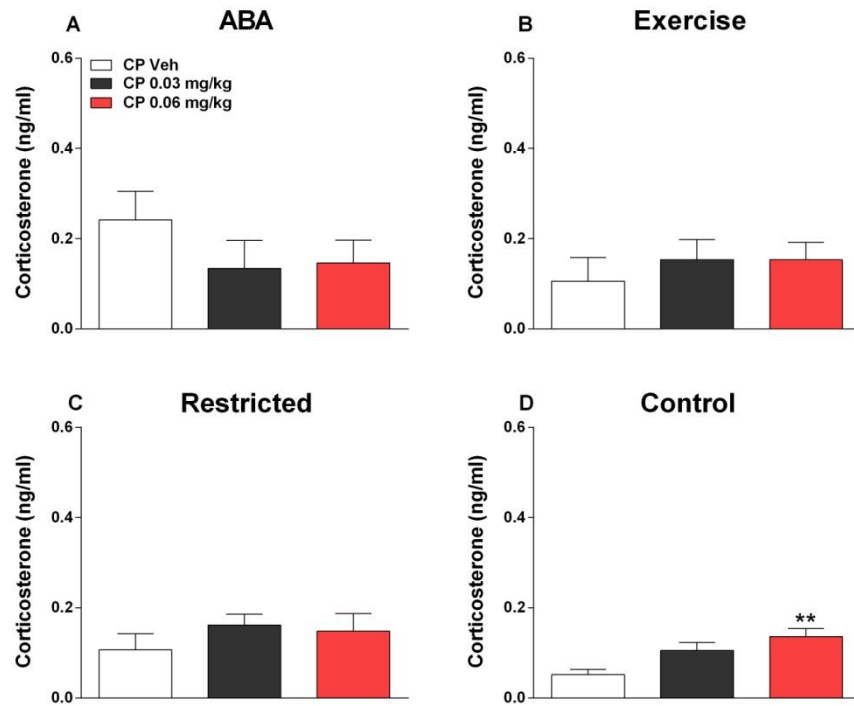 A
ABA
Corticosterone (ng/ml)
0.6
0.4
0.2
0.0
CP Veh
CP 0.03 mg/kg
CP 0.06 mg/kg
B
Exercise
Corticosterone (ng/ml)
0.6
0.4
0.2
0.0
C
Restricted
Corticosterone (ng/ml)
0.6
0.4
0.2
0.0
D
Control
Corticosterone (ng/ml)
0.6
0.4
0.2
0.0
**